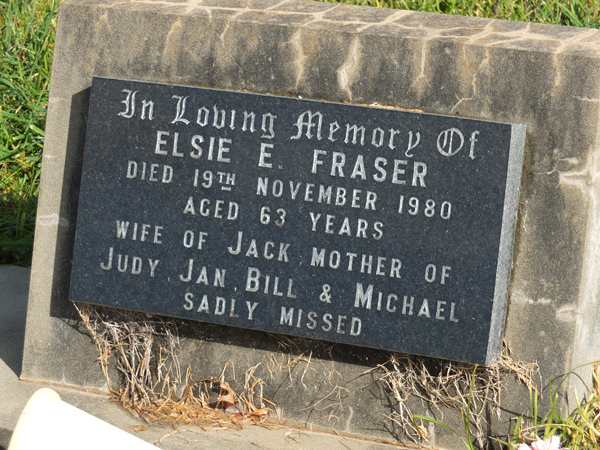 In Loving Memory Of
ELSIE E. FRASER
DIED 19TH NOVEMBER 1980
AGED 63 YEARS
WIFE OF JACK MOTHER OF
JUDY, JAN, BILL & MICHAEL
SADLY MISSED